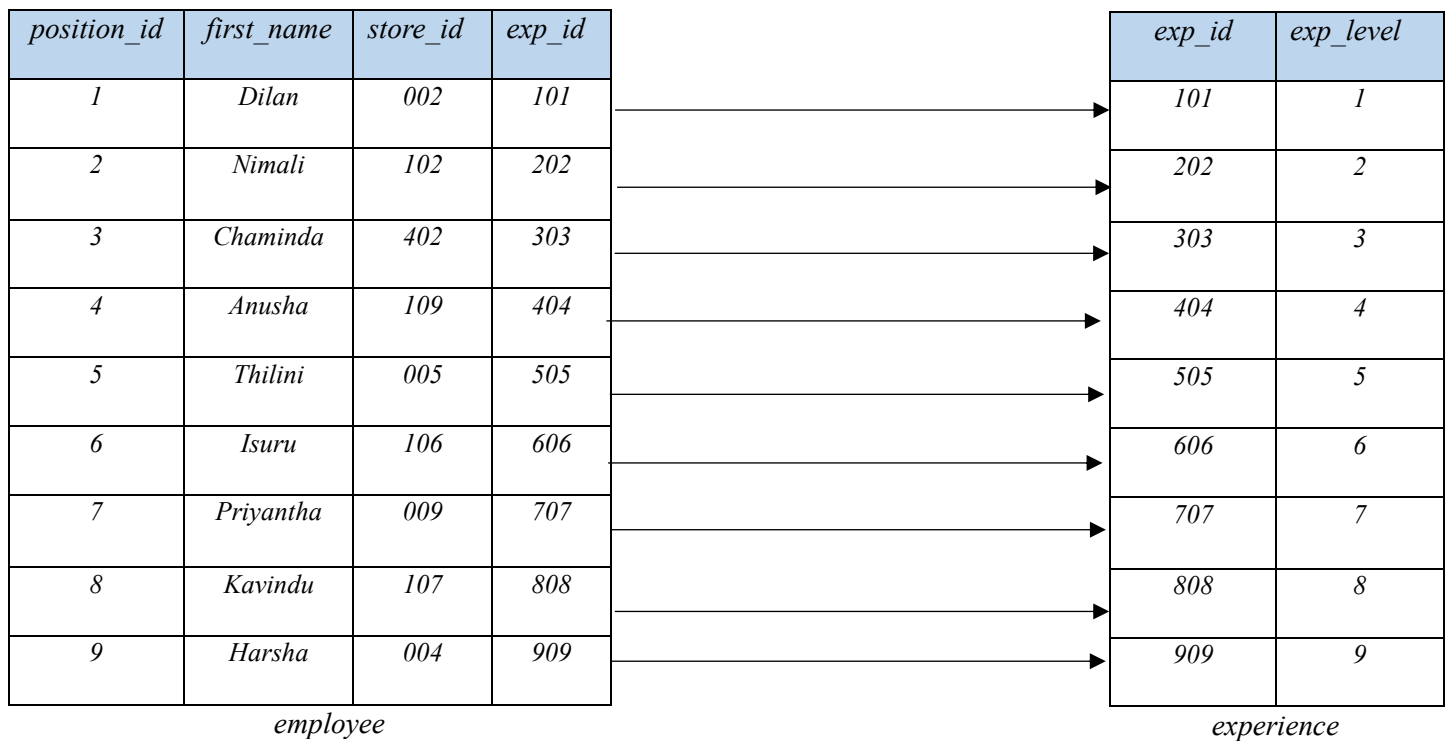 position_id first_name store_id exp_id exp_id exp_level
1 Dilan 002 101 101 1
2 Nimali 102 202 202 2
3 Chaminda 402 303 303 3
4 Anusha 109 404 404 4
5 Thilini 005 505 505 5
6 Isuru 106 606 606 6
7 Priyantha 009 707 707 7
8 Kavindu 107 808 808 8
9 Harsha 004 909 909 9
employee experience